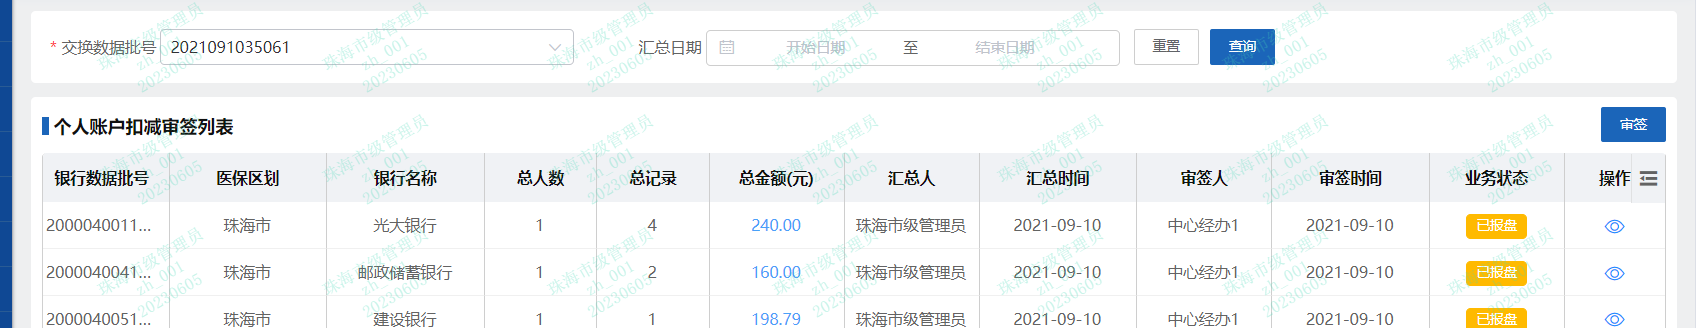 * 交换数据批号 2021091035061 汇总日期 开始日期 至 结束日期 重置 查询
个人账户扣减审签列表 审签
银行数据批号 医保区划 银行名称 总人数 总记录 总金额(元) 汇总人 汇总时间 审签人 审签时间 业务状态 操作
2000040011... 珠海市 光大银行 1 4 240.00 珠海市级管理员 2021-09-10 中心经办1 2021-09-10 已报盘
2000040041... 珠海市 邮政储蓄银行 1 2 160.00 珠海市级管理员 2021-09-10 中心经办1 2021-09-10 已报盘
2000040051... 珠海市 建设银行 1 1 198.79 珠海市级管理员 2021-09-10 中心经办1 2021-09-10 已报盘
珠海市级管理员
zh_001
20230605